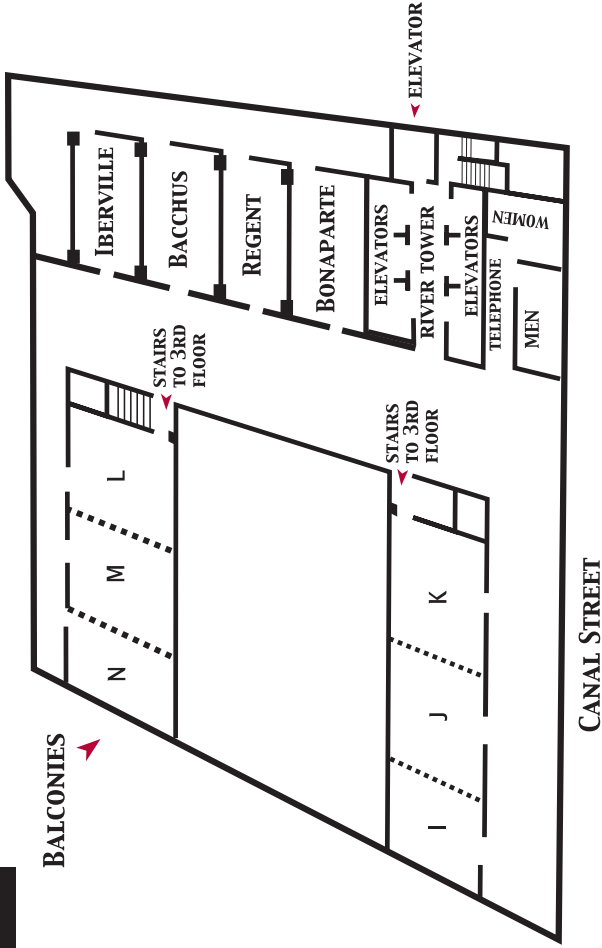 ELEVATOR
IBERVILLE
BACCHUS
REGENT
BONAPARTE
ELEVATORS
RIVER TOWER
ELEVATORS
TELEPHONE
WOMEN
MEN
STAIRS
TO 3RD
FLOOR
STAIRS
TO 3RD
FLOOR
L
M
N
K
J
I
BALCONIES
CANAL STREET